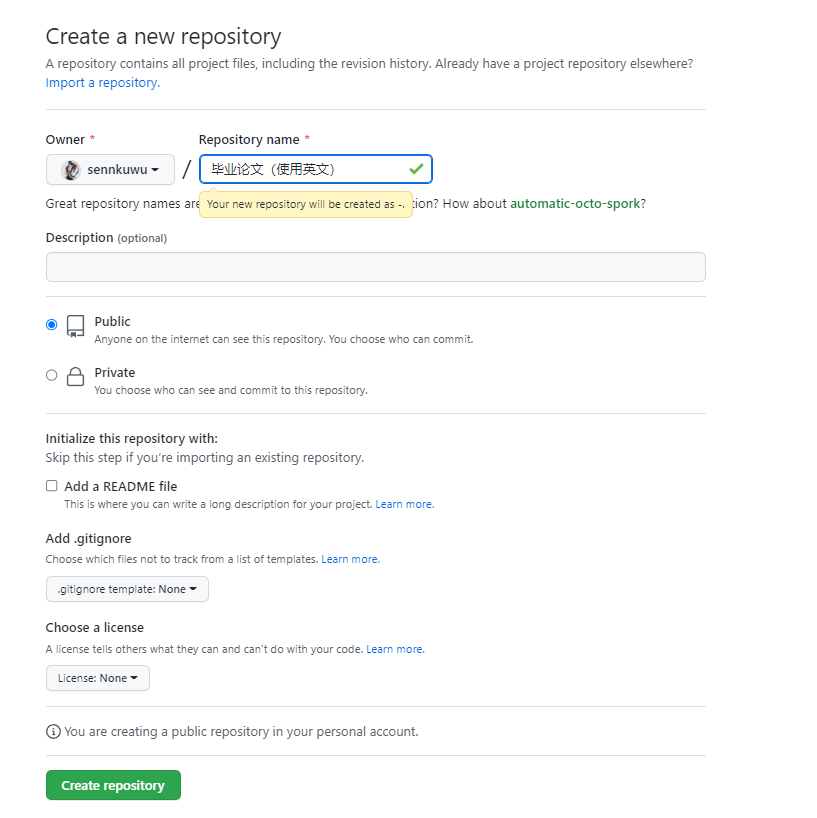 Create a new repository
A repository contains all project files, including the revision history. Already have a project repository elsewhere?
Import a repository.
Owner *
Repository name *
sennkuwu
/
毕业论文（使用英文）
Great repository names are
Your new repository will be created as -.
tion? How about automatic-octo-spork?
Description (optional)
Public
Anyone on the internet can see this repository. You choose who can commit.
Private
You choose who can see and commit to this repository.
Initialize this repository with:
Skip this step if you're importing an existing repository.
Add a README file
This is where you can write a long description for your project. Learn more.
Add .gitignore
Choose which files not to track from a list of templates. Learn more.
.gitignore template: None
Choose a license
A license tells others what they can and can't do with your code. Learn more.
License: None
You are creating a public repository in your personal account.
Create repository